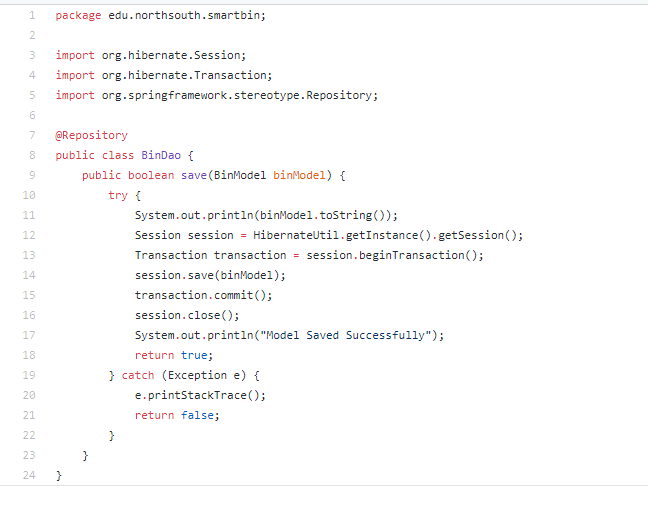 1 package edu.northsouth.smartbin;
2
3 import org.hibernate.Session;
4 import org.hibernate.Transaction;
5 import org.springframework.stereotype.Repository;
6
7 @Repository
8 public class BinDao {
9     public boolean save(BinModel binModel) {
10         try {
11             System.out.println(binModel.toString());
12             Session session = HibernateUtil.getInstance().getSession();
13             Transaction transaction = session.beginTransaction();
14             session.save(binModel);
15             transaction.commit();
16             session.close();
17             System.out.println("Model Saved Successfully");
18             return true;
19         } catch (Exception e) {
20             e.printStackTrace();
21             return false;
22         }
23     }
24 }